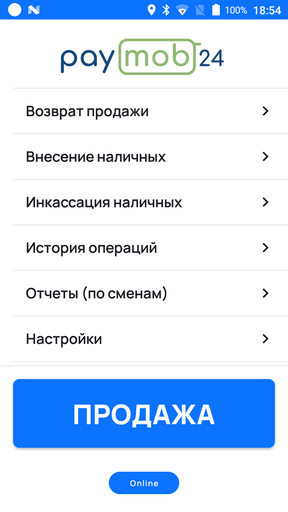 100% 18:54
paymob24
Возврат продажи
Внесение наличных
Инкассация наличных
История операций
Отчеты (по сменам)
Настройки
ПРОДАЖА
Online